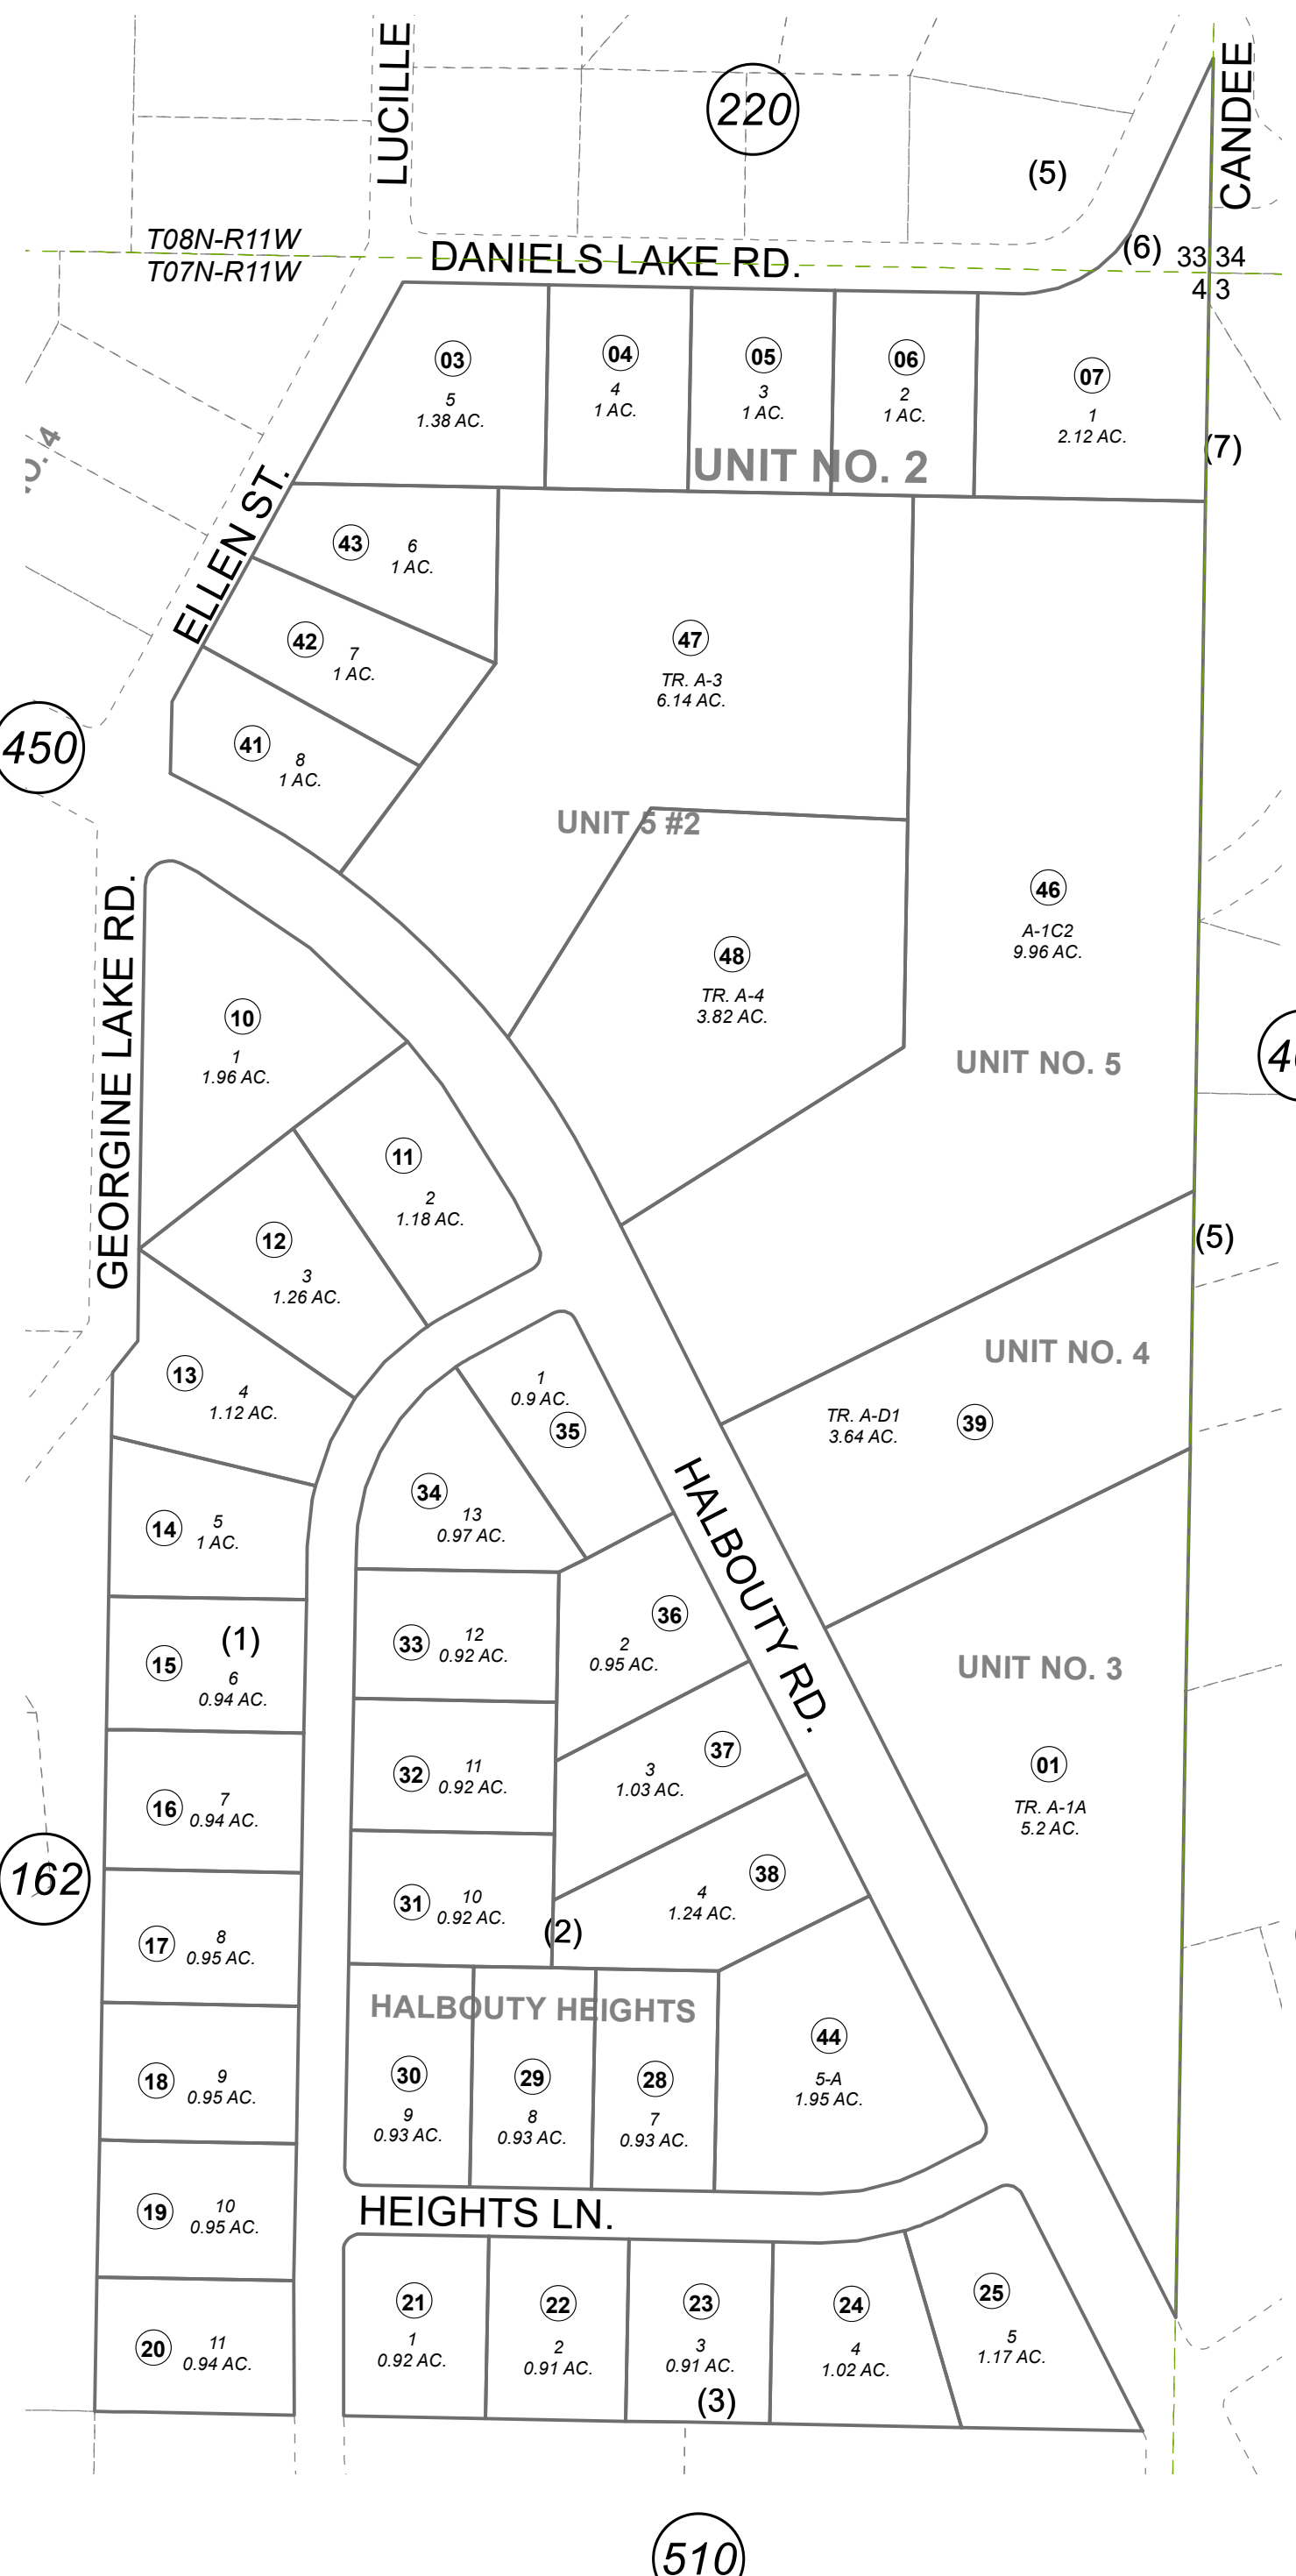 LUCILLE
220
CANDEE
(5)
T08N-R11W
T07N-R11W
DANIELS LAKE RD.
(6)
33 34
4 3
03
5
1.38 AC.
04
4
1 AC.
05
3
1 AC.
06
2
1 AC.
07
1
2.12 AC.
UNIT NO. 2
(7)
O. 4
ELLEN ST.
43
6
1 AC.
42
7
1 AC.
41
8
1 AC.
47
TR. A-3
6.14 AC.
450
UNIT 5 #2
46
A-1C2
9.96 AC.
48
TR. A-4
3.82 AC.
UNIT NO. 5
GEORGINE LAKE RD.
10
1
1.96 AC.
11
2
1.18 AC.
12
3
1.26 AC.
(5)
13
4
1.12 AC.
UNIT NO. 4
TR. A-D1
3.64 AC.
39
1
0.9 AC.
35
34
13
0.97 AC.
14
5
1 AC.
HALBOUTY RD.
15
(1)
6
0.94 AC.
33
12
0.92 AC.
36
2
0.95 AC.
UNIT NO. 3
01
TR. A-1A
5.2 AC.
16
7
0.94 AC.
32
11
0.92 AC.
37
3
1.03 AC.
162
31
10
0.92 AC.
(2)
38
4
1.24 AC.
17
8
0.95 AC.
HALBOUTY HEIGHTS
44
5-A
1.95 AC.
18
9
0.95 AC.
30
9
0.93 AC.
29
8
0.93 AC.
28
7
0.93 AC.
19
10
0.95 AC.
HEIGHTS LN.
20
11
0.94 AC.
21
1
0.92 AC.
22
2
0.91 AC.
23
3
0.91 AC.
(3)
24
4
1.02 AC.
25
5
1.17 AC.
510